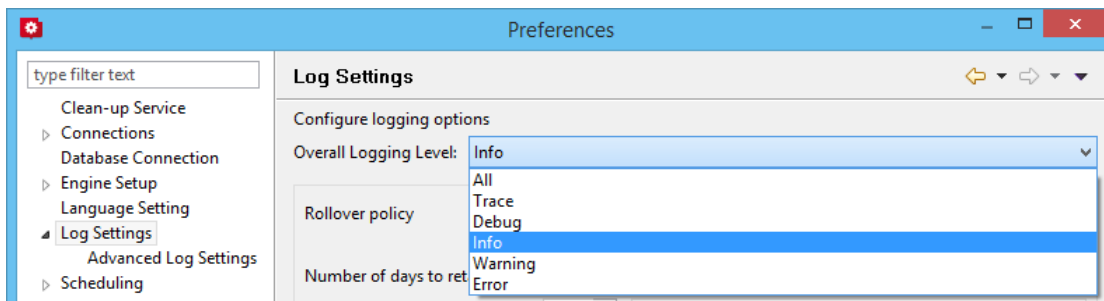 Preferences
type filter text
Clean-up Service
Connections
Database Connection
Engine Setup
Language Setting
Log Settings
Advanced Log Settings
Scheduling
Log Settings
Configure logging options
Overall Logging Level: Info
All
Trace
Debug
Info
Warning
Error
Rollover policy
Number of days to ret